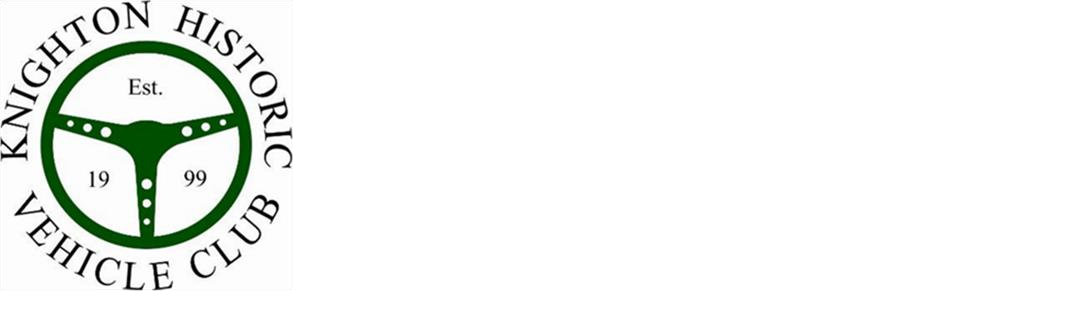 KNIGHTON HISTORIC
Est.
19 99
VEHICLE CLUB